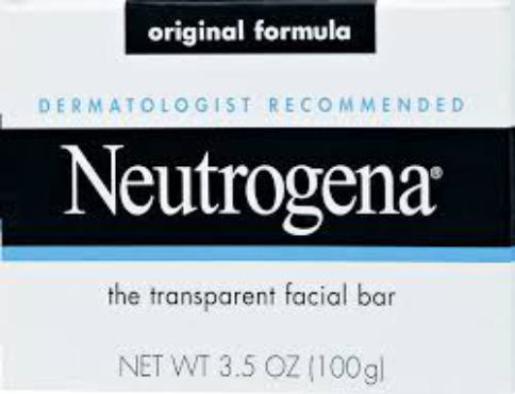 original formula
DERMATOLOGIST RECOMMENDED
Neutrogena®
the transparent facial bar
NET WT 3.5 OZ (100g)